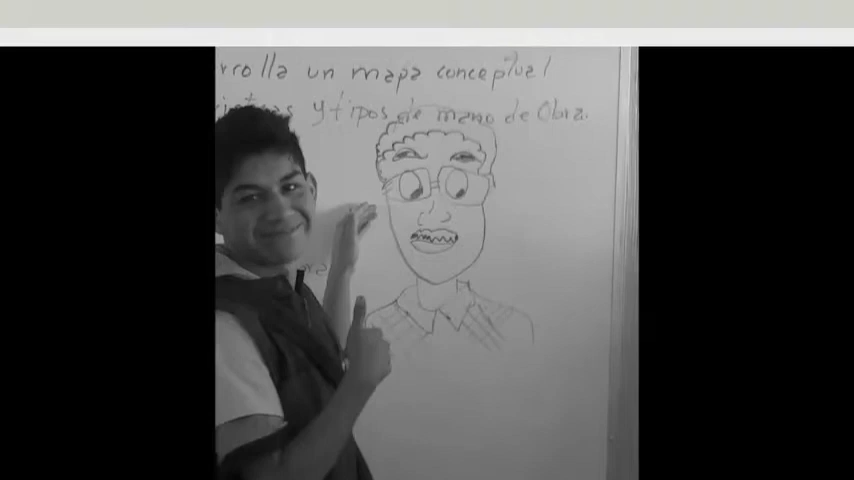 rrolla un mapa conceptual
y tipos de mano de Obra.